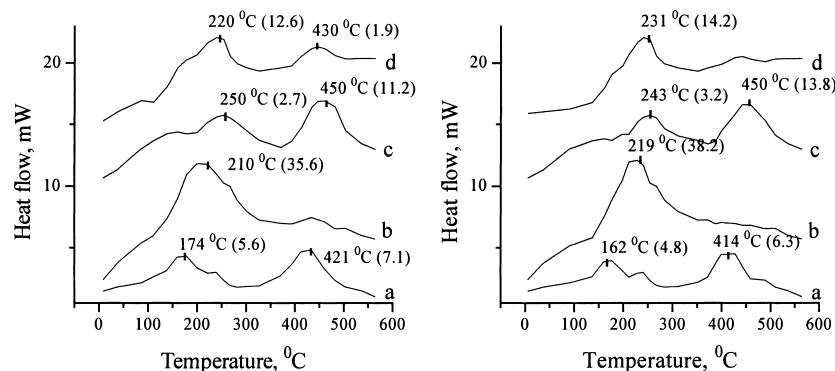 220 ⁰C (12.6)
430 ⁰C (1.9)
d
450 ⁰C (11.2)
250 ⁰C (2.7)
c
210 ⁰C (35.6)
b
174 ⁰C (5.6)
421 ⁰C (7.1)
a
20
10
Heat flow, mW
0 100 200 300 400 500 600
Temperature, ⁰C
231 ⁰C (14.2)
d
243 ⁰C (3.2)
450 ⁰C (13.8)
c
219 ⁰C (38.2)
b
162 ⁰C (4.8)
414 ⁰C (6.3)
a
20
10
Heat flow, mW
0 100 200 300 400 500 600
Temperature, ⁰C